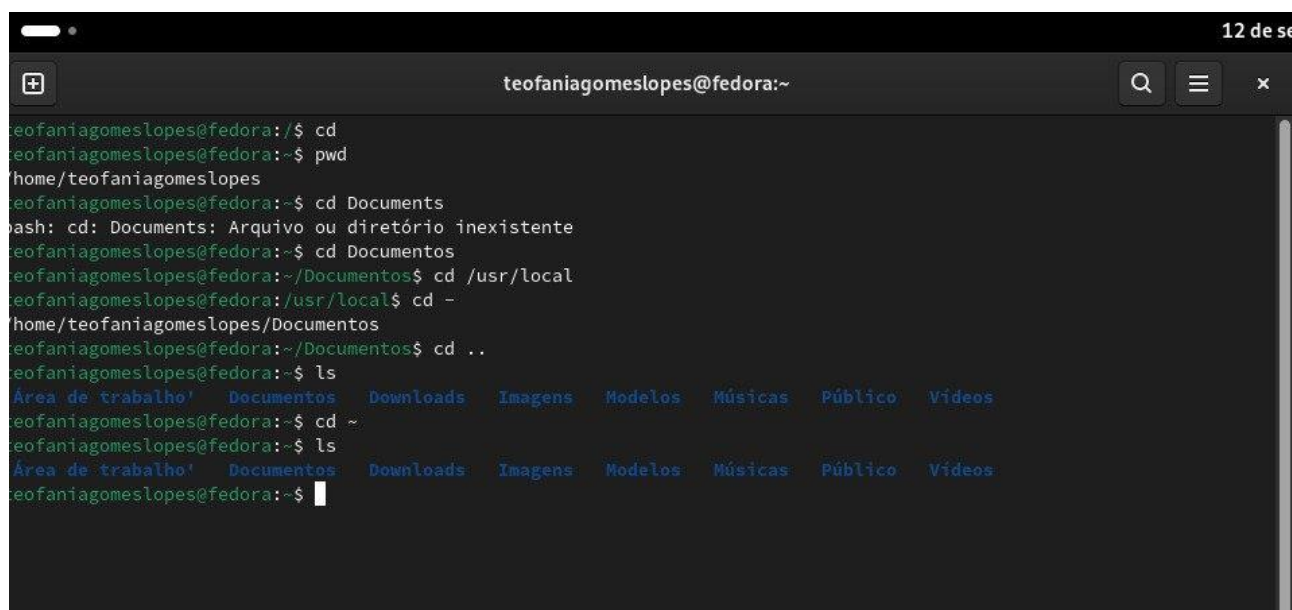 12 de se
teofaniagomeslopes@fedora:~
eofaniagomeslopes@fedora:/$ cd
eofaniagomeslopes@fedora:~$ pwd
/home/teofaniagomeslopes
eofaniagomeslopes@fedora:~$ cd Documents
bash: cd: Documents: Arquivo ou diretório inexistente
eofaniagomeslopes@fedora:~$ cd Documentos
eofaniagomeslopes@fedora:~/Documentos$ cd /usr/local
eofaniagomeslopes@fedora:/usr/local$ cd -
/home/teofaniagomeslopes/Documentos
eofaniagomeslopes@fedora:~/Documentos$ cd ..
eofaniagomeslopes@fedora:~$ ls
Área de trabalho' Documentos Downloads Imagens Modelos Músicas Público Vídeos
eofaniagomeslopes@fedora:~$ cd ~
eofaniagomeslopes@fedora:~$ ls
Área de trabalho' Documentos Downloads Imagens Modelos Músicas Público Vídeos
eofaniagomeslopes@fedora:~$